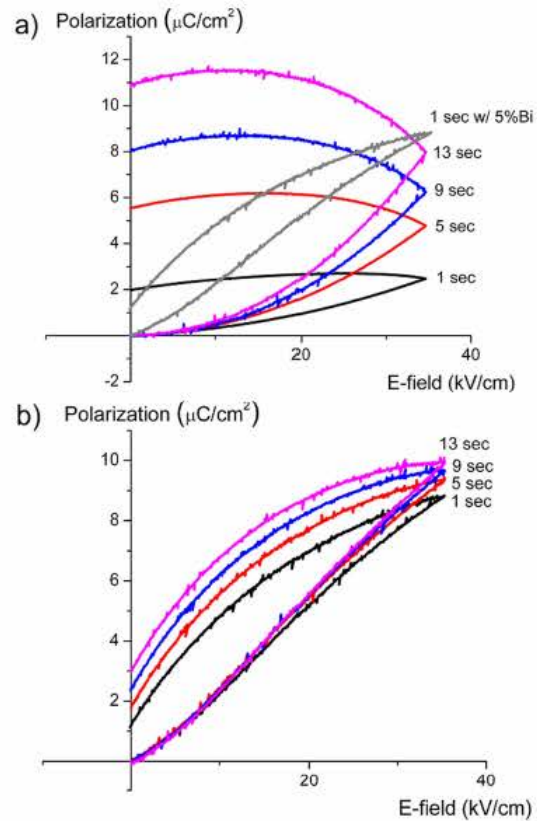 a)
Polarization (µC/cm²)
12
10
8
6
4
2
-2
1 sec w/ 5%Bi
13 sec
9 sec
5 sec
1 sec
20
40
E-field (kV/cm)
b)
Polarization (µC/cm²)
10
8
6
4
2
13 sec
9 sec
5 sec
1 sec
20
40
E-field (kV/cm)